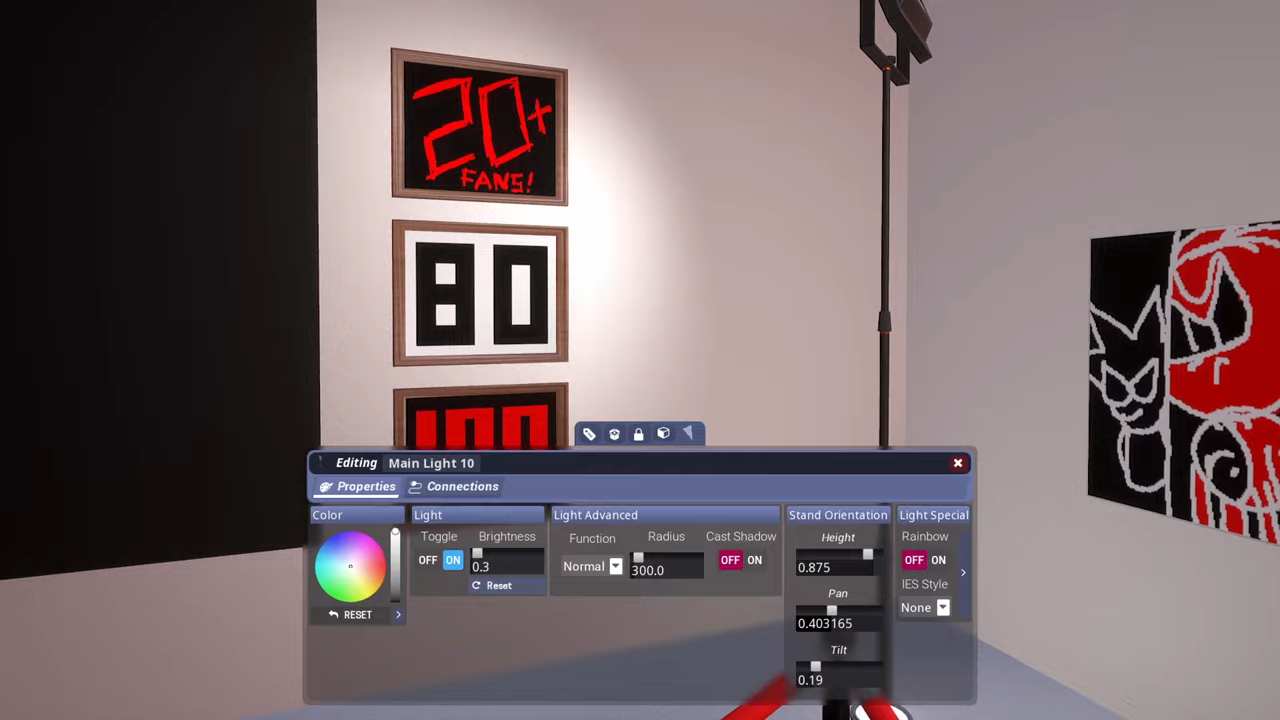 20+
FANS!
80
100
Editing Main Light 10
Properties Connections
Color Light Light Advanced Stand Orientation Light Special
Toggle Brightness Function Radius Cast Shadow Height Rainbow
OFF ON 0.3 Normal 300.0 OFF ON 0.875 OFF ON
Reset Pan IES Style
RESET 0.403165 None
Tilt
0.19